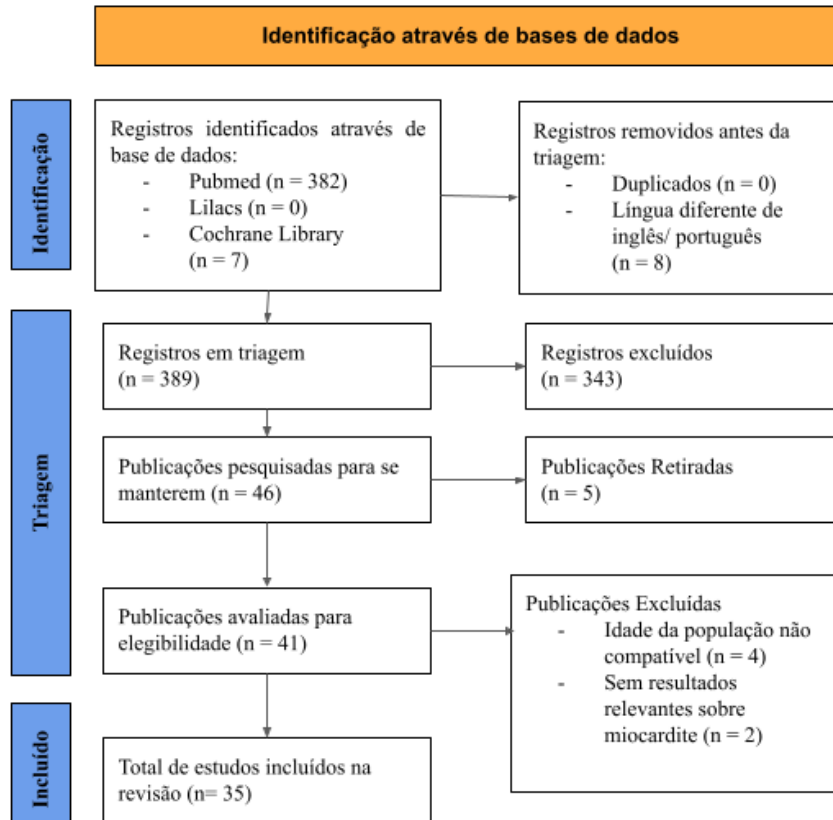 Identificação através de bases de dados
Identificação
Registros identificados através de
base de dados:
- Pubmed (n = 382)
- Lilacs (n = 0)
- Cochrane Library
(n = 7)
Registros removidos antes da
triagem:
- Duplicados (n = 0)
- Língua diferente de
inglês/ português
(n = 8)
Triagem
Registros em triagem
(n = 389)
Registros excluídos
(n = 343)
Publicações pesquisadas para se
manterem (n = 46)
Publicações Retiradas
(n = 5)
Publicações avaliadas para
elegibilidade (n = 41)
Publicações Excluídas
- Idade da população não
compatível (n = 4)
- Sem resultados
relevantes sobre
miocardite (n = 2)
Incluído
Total de estudos incluídos na
revisão (n= 35)